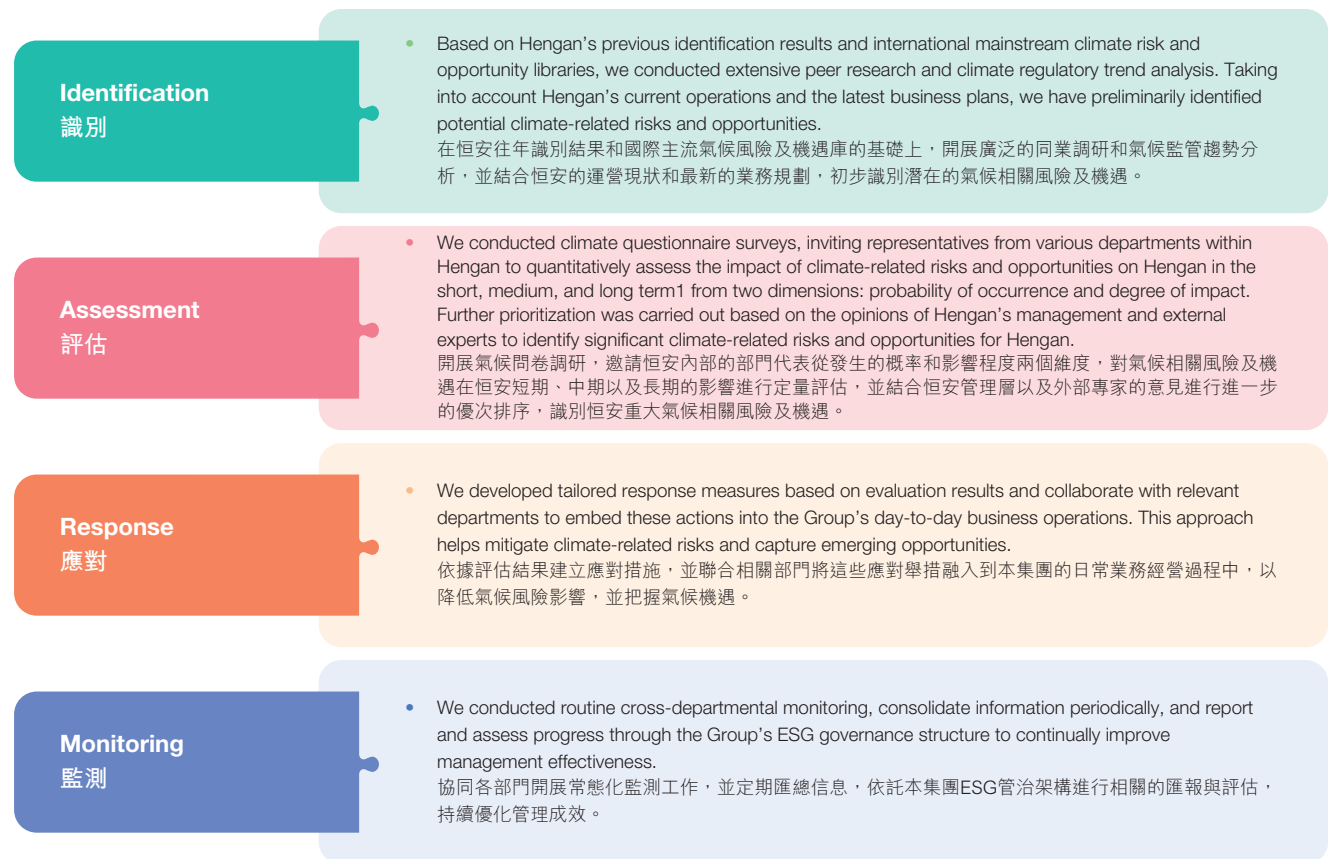 Identification
識別
• Based on Hengan’s previous identification results and international mainstream climate risk and
opportunity libraries, we conducted extensive peer research and climate regulatory trend analysis. Taking
into account Hengan’s current operations and the latest business plans, we have preliminarily identified
potential climate-related risks and opportunities.
在恒安往年識別結果和國際主流氣候風險及機遇庫的基礎上，開展廣泛的同業調研和氣候監管趨勢分
析，並結合恒安的運營現狀和最新的業務規劃，初步識別潛在的氣候相關風險及機遇。
Assessment
評估
• We conducted climate questionnaire surveys, inviting representatives from various departments within
Hengan to quantitatively assess the impact of climate-related risks and opportunities on Hengan in the
short, medium, and long term1 from two dimensions: probability of occurrence and degree of impact.
Further prioritization was carried out based on the opinions of Hengan’s management and external
experts to identify significant climate-related risks and opportunities for Hengan.
開展氣候問卷調研，邀請恒安內部的部門代表從發生的概率和影響程度兩個維度，對氣候相關風險及機
遇在恒安短期、中期以及長期的影響進行定量評估，並結合恒安管理層以及外部專家的意見進行進一步
的優次排序，識別恒安重大氣候相關風險及機遇。
Response
應對
• We developed tailored response measures based on evaluation results and collaborate with relevant
departments to embed these actions into the Group’s day-to-day business operations. This approach
helps mitigate climate-related risks and capture emerging opportunities.
依據評估結果建立應對措施，並聯合相關部門將這些應對舉措融入到本集團的日常業務經營過程中，以
降低氣候風險影響，並把握氣候機遇。
Monitoring
監測
• We conducted routine cross-departmental monitoring, consolidate information periodically, and report
and assess progress through the Group’s ESG governance structure to continually improve
management effectiveness.
協同各部門開展常態化監測工作，並定期匯總信息，依託本集團ESG管治架構進行相關的匯報與評估，
持續優化管理成效。